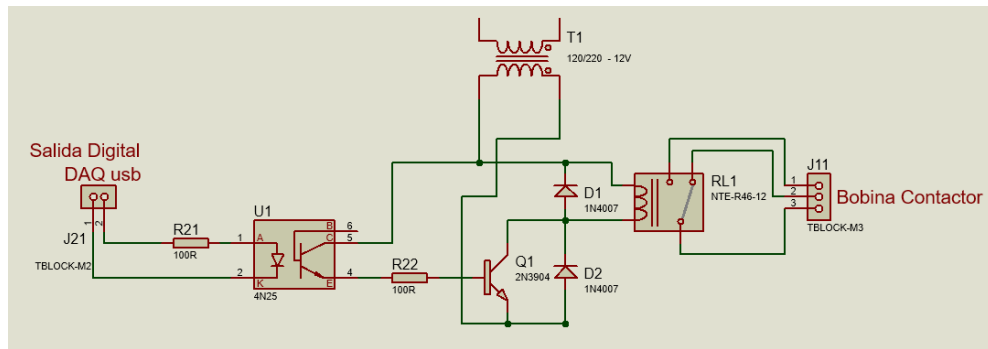 T1
120/220 - 12V
Salida Digital
DAQ usb
1
2
J21
TBLOCK-M2
R21
100R
U1
1
A
2
K
B
6
C
5
E
4
4N25
R22
100R
Q1
2N3904
D1
1N4007
D2
1N4007
RL1
NTE-R46-12
J11
1
2
3
TBLOCK-M3
Bobina Contactor